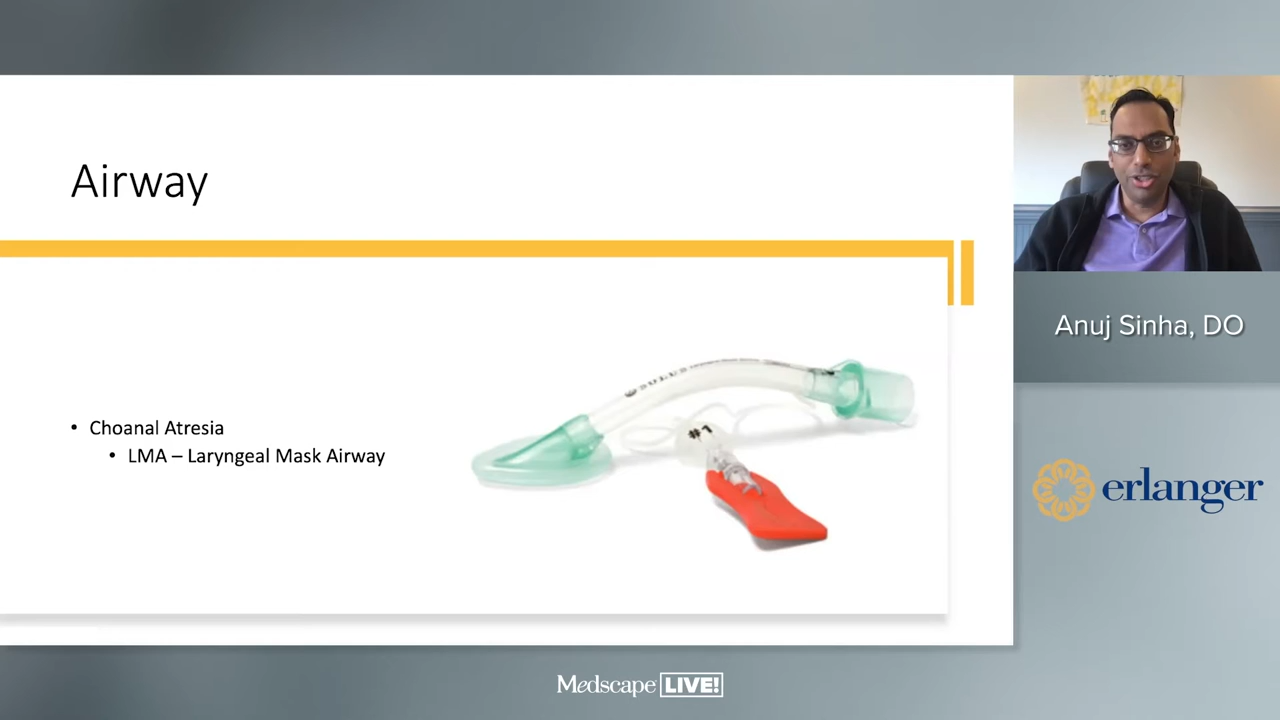 Airway
• Choanal Atresia
• LMA – Laryngeal Mask Airway
#1
Anuj Sinha, DO
erlanger
Medscape LIVE!